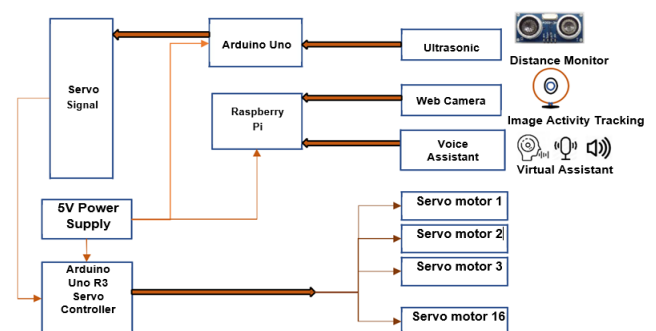 Arduino Uno
Ultrasonic
Distance Monitor
Servo
Signal
Raspberry
Pi
Web Camera
Image Activity Tracking
Voice
Assistant
Virtual Assistant
5V Power
Supply
Servo motor 1
Servo motor 2
Servo motor 3
Servo motor 16
Arduino
Uno R3
Servo
Controller